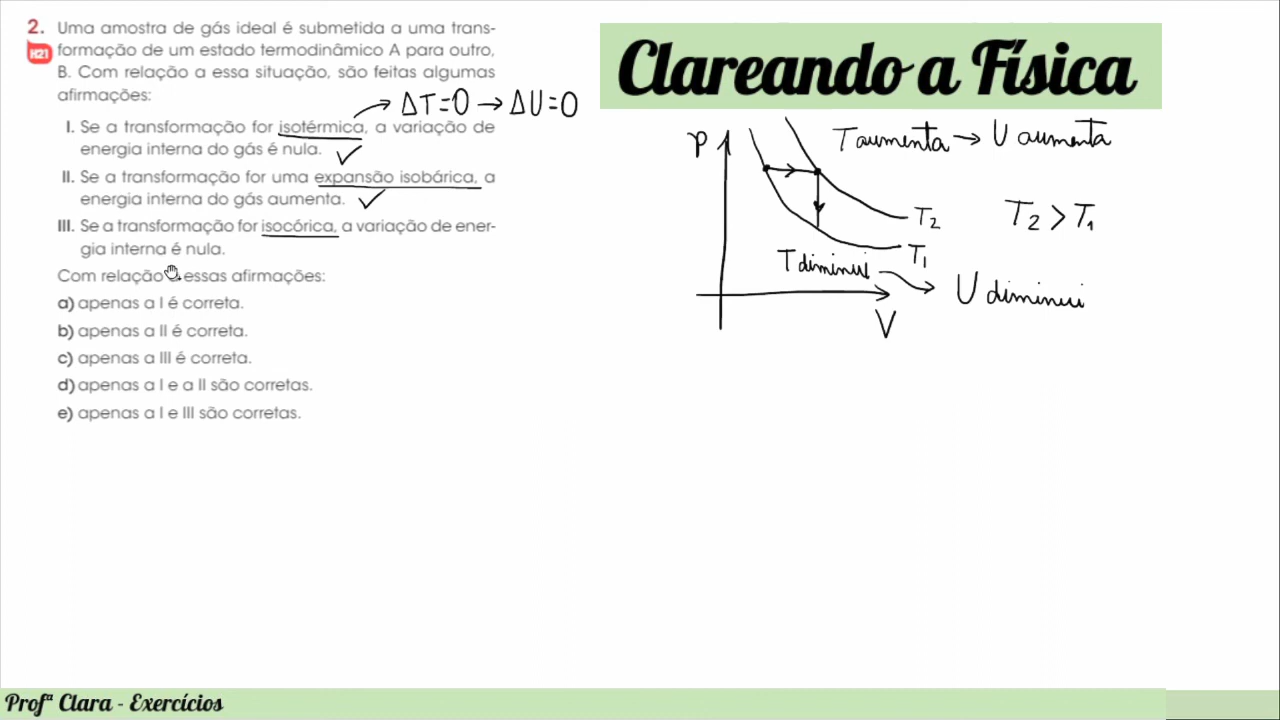 2. Uma amostra de gás ideal é submetida a uma trans-
H21 formação de um estado termodinâmico A para outro,
B. Com relação a essa situação, são feitas algumas
afirmações:
ΔT=0 → ΔU=0
I. Se a transformação for isotérmica, a variação de
energia interna do gás é nula.
II. Se a transformação for uma expansão isobárica, a
energia interna do gás aumenta.
III. Se a transformação for isocórica, a variação de ener-
gia interna é nula.
Com relação essas afirmações:
a) apenas a I é correta.
b) apenas a II é correta.
c) apenas a III é correta.
d) apenas a I e a II são corretas.
e) apenas a I e III são corretas.
Clareando a Física
p
T aumenta → U aumenta
T2
T2 > T1
T1
T diminui
U diminui
V
Profª Clara - Exercícios